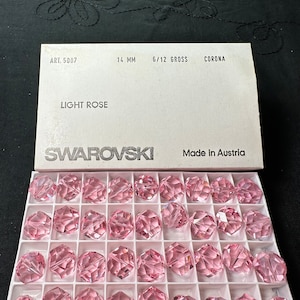 ART. 5007 14 MM 6/12 GROSS CORONA
LIGHT ROSE
SWAROVSKI Made in Austria